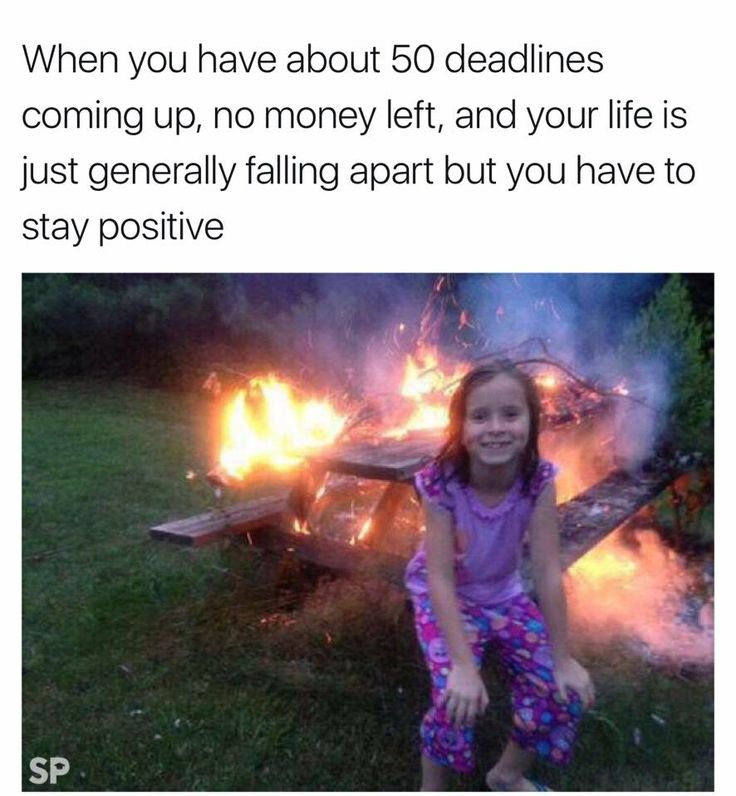 When you have about 50 deadlines
coming up, no money left, and your life is
just generally falling apart but you have to
stay positive
SP